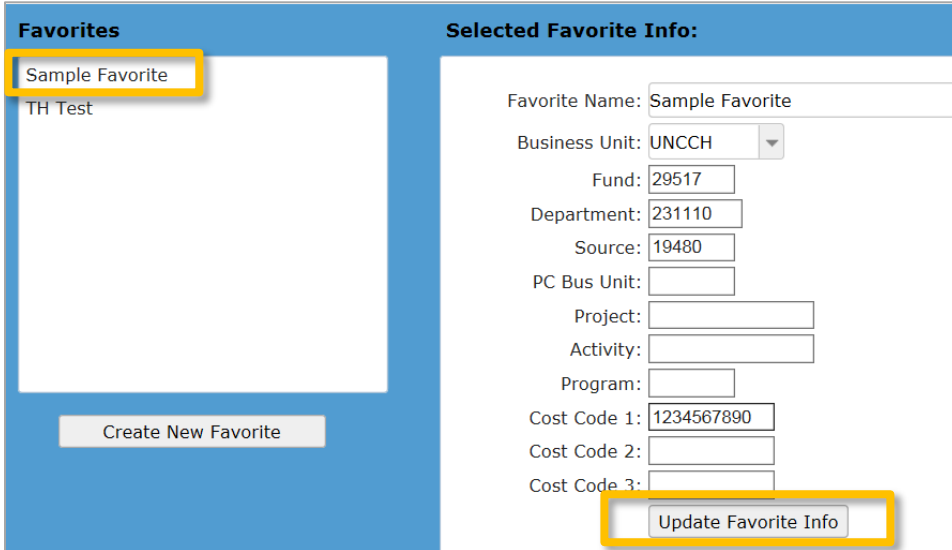 Favorites
Sample Favorite
TH Test
Create New Favorite
Selected Favorite Info:
Favorite Name: Sample Favorite
Business Unit: UNCCH
Fund: 29517
Department: 231110
Source: 19480
PC Bus Unit:
Project:
Activity:
Program:
Cost Code 1: 1234567890
Cost Code 2:
Cost Code 3:
Update Favorite Info